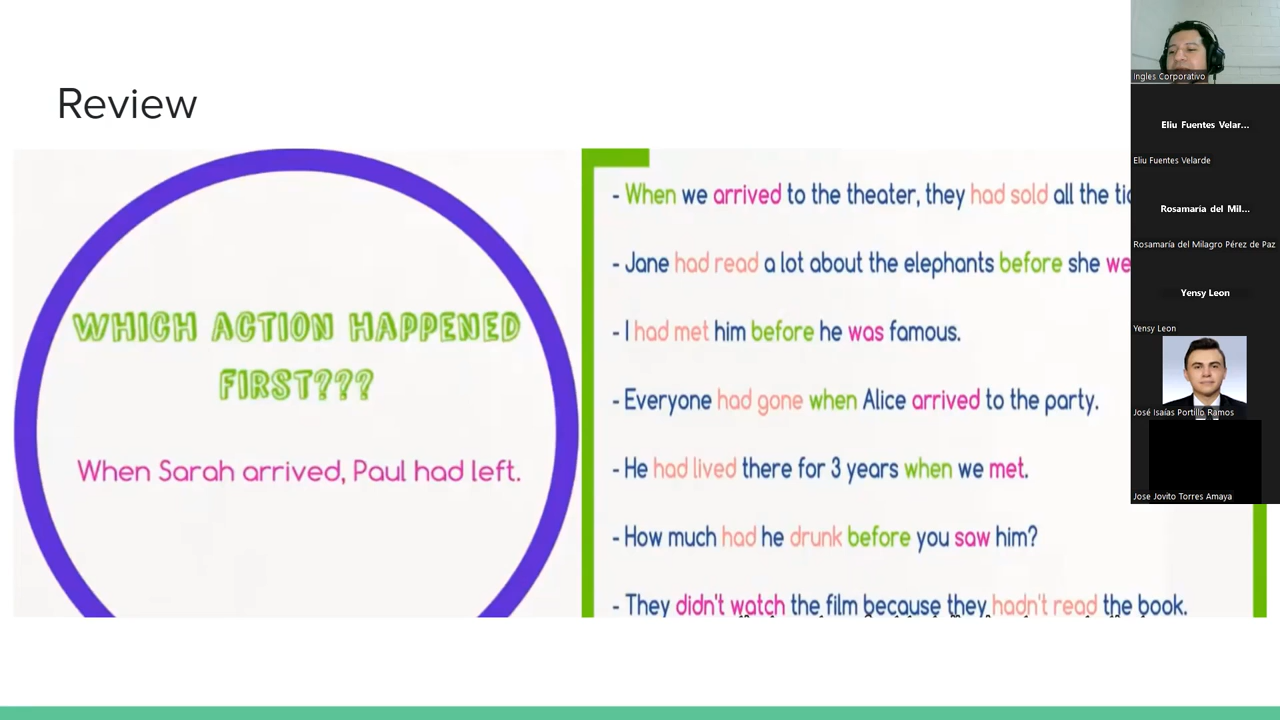 Review
WHICH ACTION HAPPENED
FIRST???
When Sarah arrived, Paul had left.
- When we arrived to the theater, they had sold all the
- Jane had read a lot about the elephants before she
- I had met him before he was famous.
- Everyone had gone when Alice arrived to the party.
- He had lived there for 3 years when we met.
- How much had he drunk before you saw him?
- They didn't watch the film because they hadn't read the book.
Ingles Corporativo
Eliu Fuentes Velar...
Eliu Fuentes Velarde
Rosamaría del Mil...
Rosamaría del Milagro Pérez de Paz
Yensy Leon
Yensy Leon
José Isaías Portillo Ramos
Jose Jovito Torres Amaya